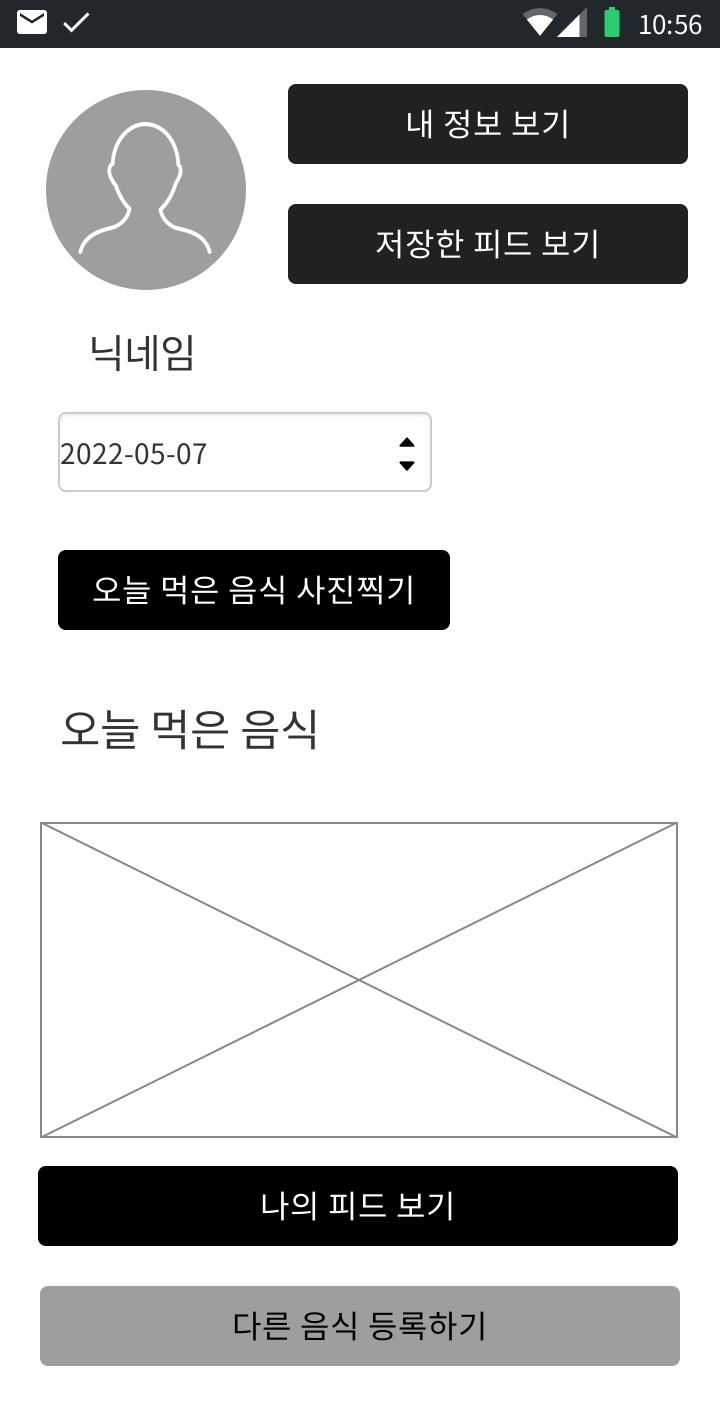 10:56
내 정보 보기
저장한 피드 보기
닉네임
2022-05-07
오늘 먹은 음식 사진찍기
오늘 먹은 음식
나의 피드 보기
다른 음식 등록하기